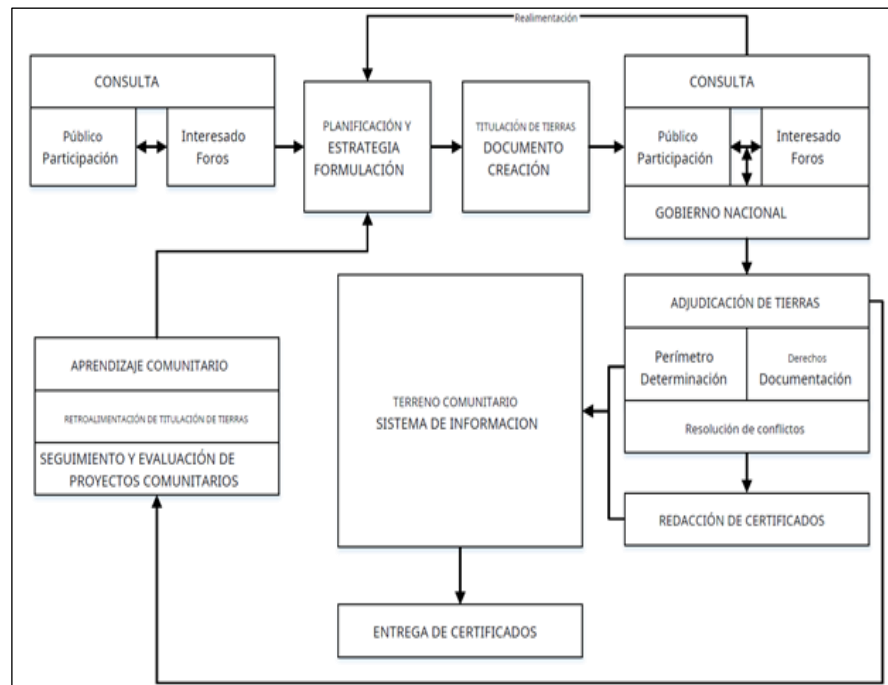 Realimentación
CONSULTA
Público
Participación
Interesado
Foros
PLANIFICACIÓN Y
ESTRATEGIA
FORMULACIÓN
TITULACIÓN DE TIERRAS
DOCUMENTO
CREACIÓN
CONSULTA
Público
Participación
Interesado
Foros
GOBIERNO NACIONAL
ADJUDICACIÓN DE TIERRAS
Perímetro
Determinación
Derechos
Documentación
Resolución de conflictos
REDACCIÓN DE CERTIFICADOS
TERRENO COMUNITARIO
SISTEMA DE INFORMACION
ENTREGA DE CERTIFICADOS
APRENDIZAJE COMUNITARIO
RETROALIMENTACIÓN DE TITULACIÓN DE TIERRAS
SEGUIMIENTO Y EVALUACIÓN DE
PROYECTOS COMUNITARIOS